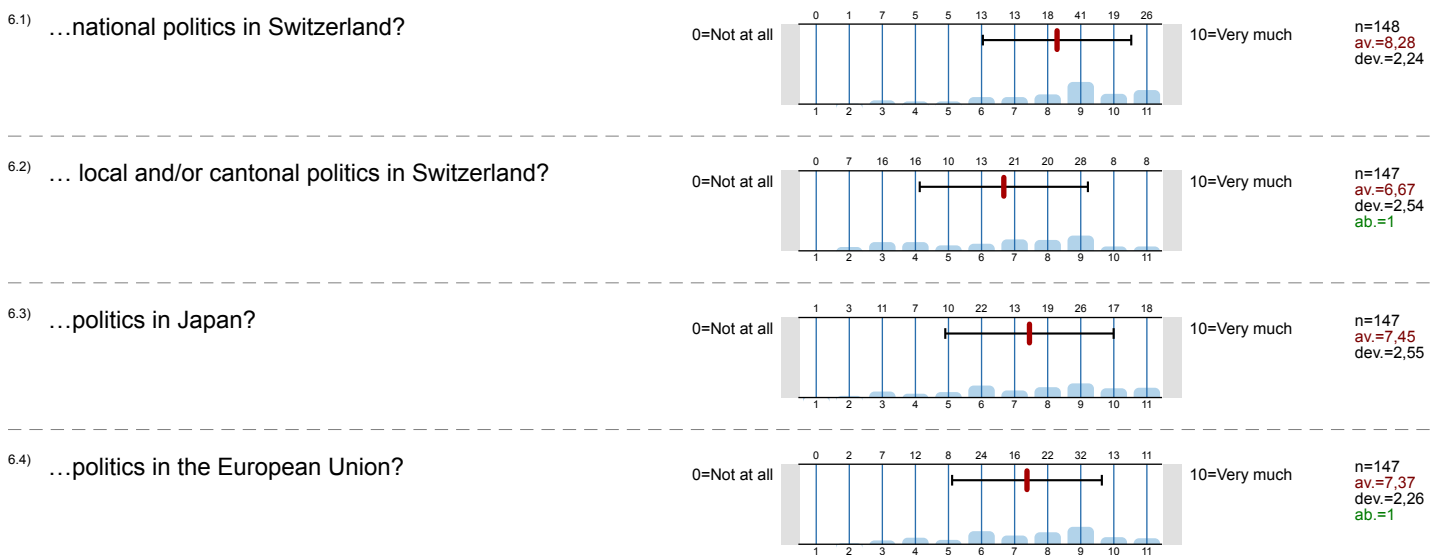 6.1) …national politics in Switzerland?
0 1 7 5 5 13 13 18 41 19 26
0=Not at all 10=Very much
1 2 3 4 5 6 7 8 9 10 11
n=148
av.=8,28
dev.=2,24
6.2) … local and/or cantonal politics in Switzerland?
0 7 16 16 10 13 21 20 28 8 8
0=Not at all 10=Very much
1 2 3 4 5 6 7 8 9 10 11
n=147
av.=6,67
dev.=2,54
ab.=1
6.3) …politics in Japan?
1 3 11 7 10 22 13 19 26 17 18
0=Not at all 10=Very much
1 2 3 4 5 6 7 8 9 10 11
n=147
av.=7,45
dev.=2,55
6.4) …politics in the European Union?
0 2 7 12 8 24 16 22 32 13 11
0=Not at all 10=Very much
1 2 3 4 5 6 7 8 9 10 11
n=147
av.=7,37
dev.=2,26
ab.=1